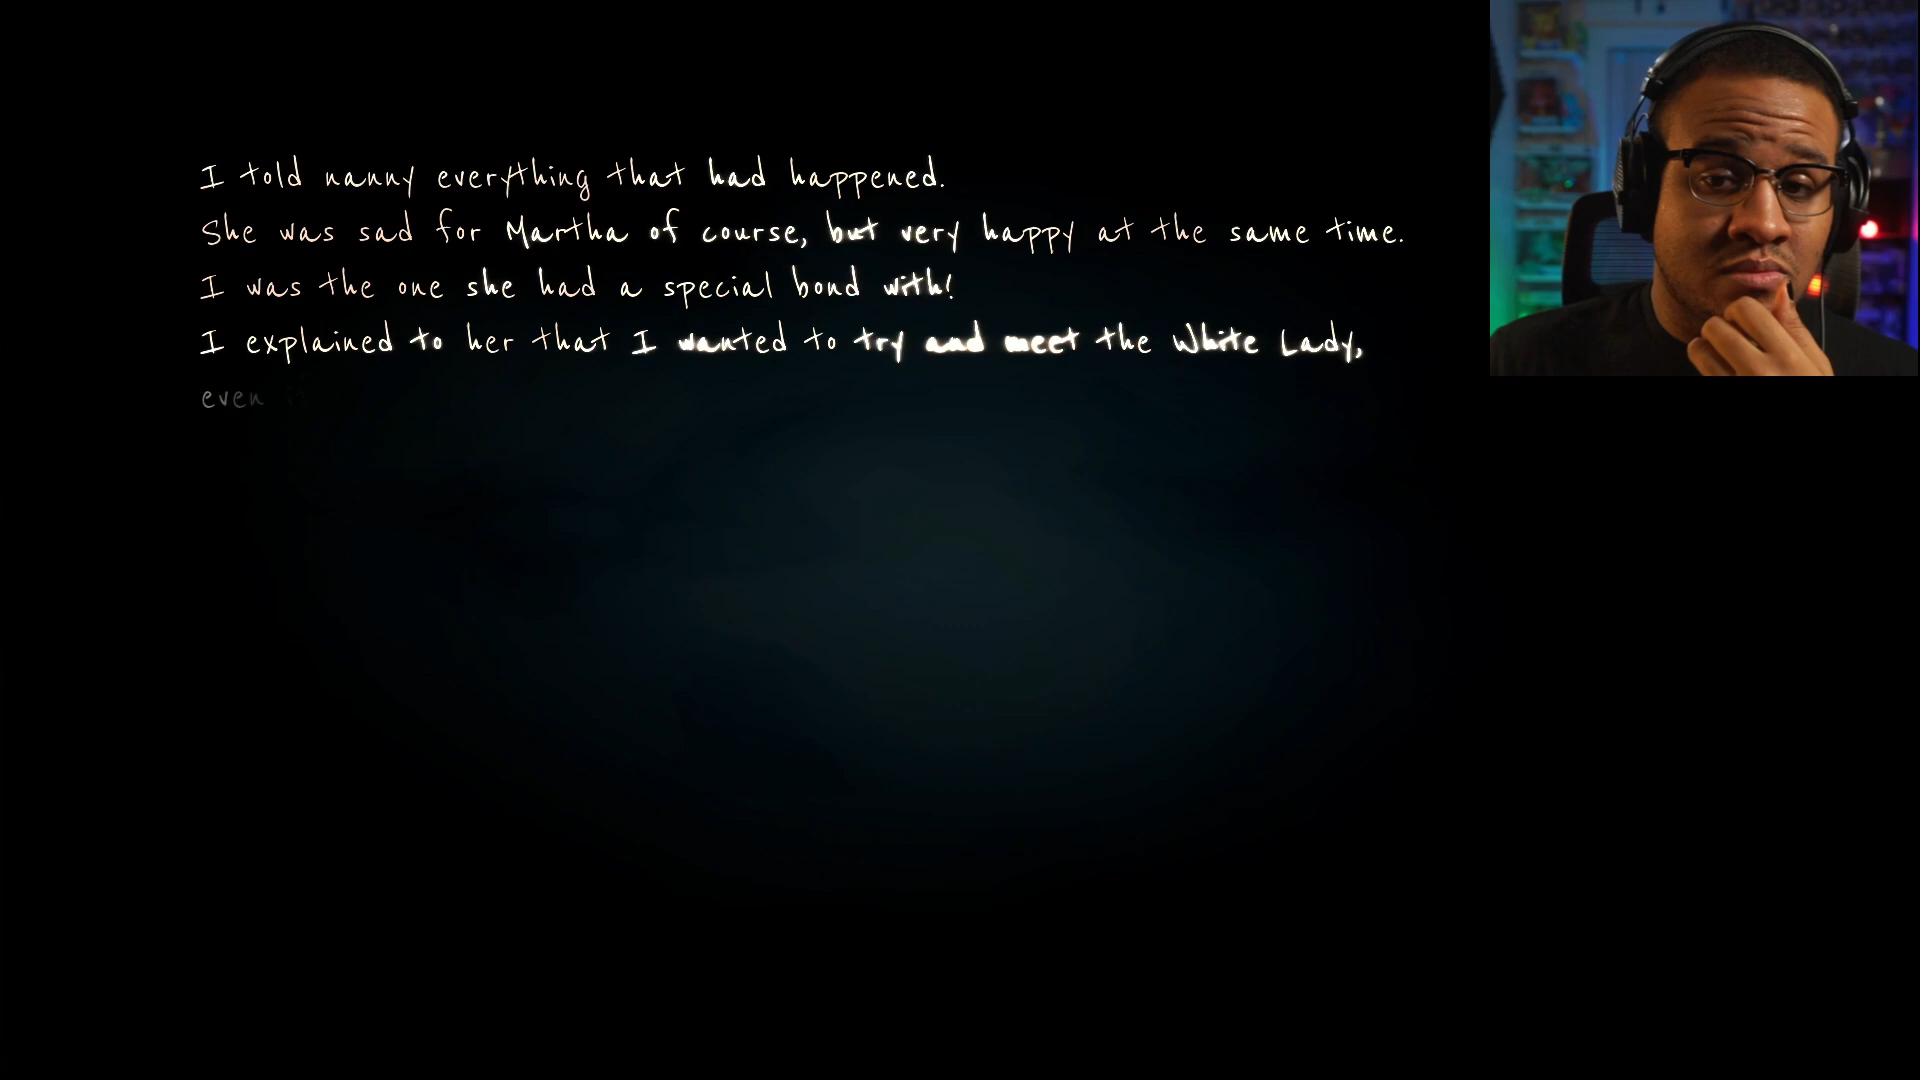 I told nanny everything that had happened.
She was sad for Martha of course, but very happy at the same time.
I was the one she had a special bond with!
I explained to her that I wanted to try and meet the White Lady,
even